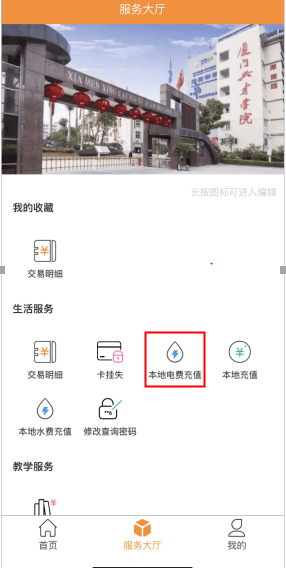 服务大厅
XIA MEN XING CAI
厦门兴才学院
长按图标可进入编辑
我的收藏
交易明细
生活服务
交易明细
卡挂失
本地电费充值
本地充值
本地水费充值
修改查询密码
教学服务
首页
服务大厅
我的